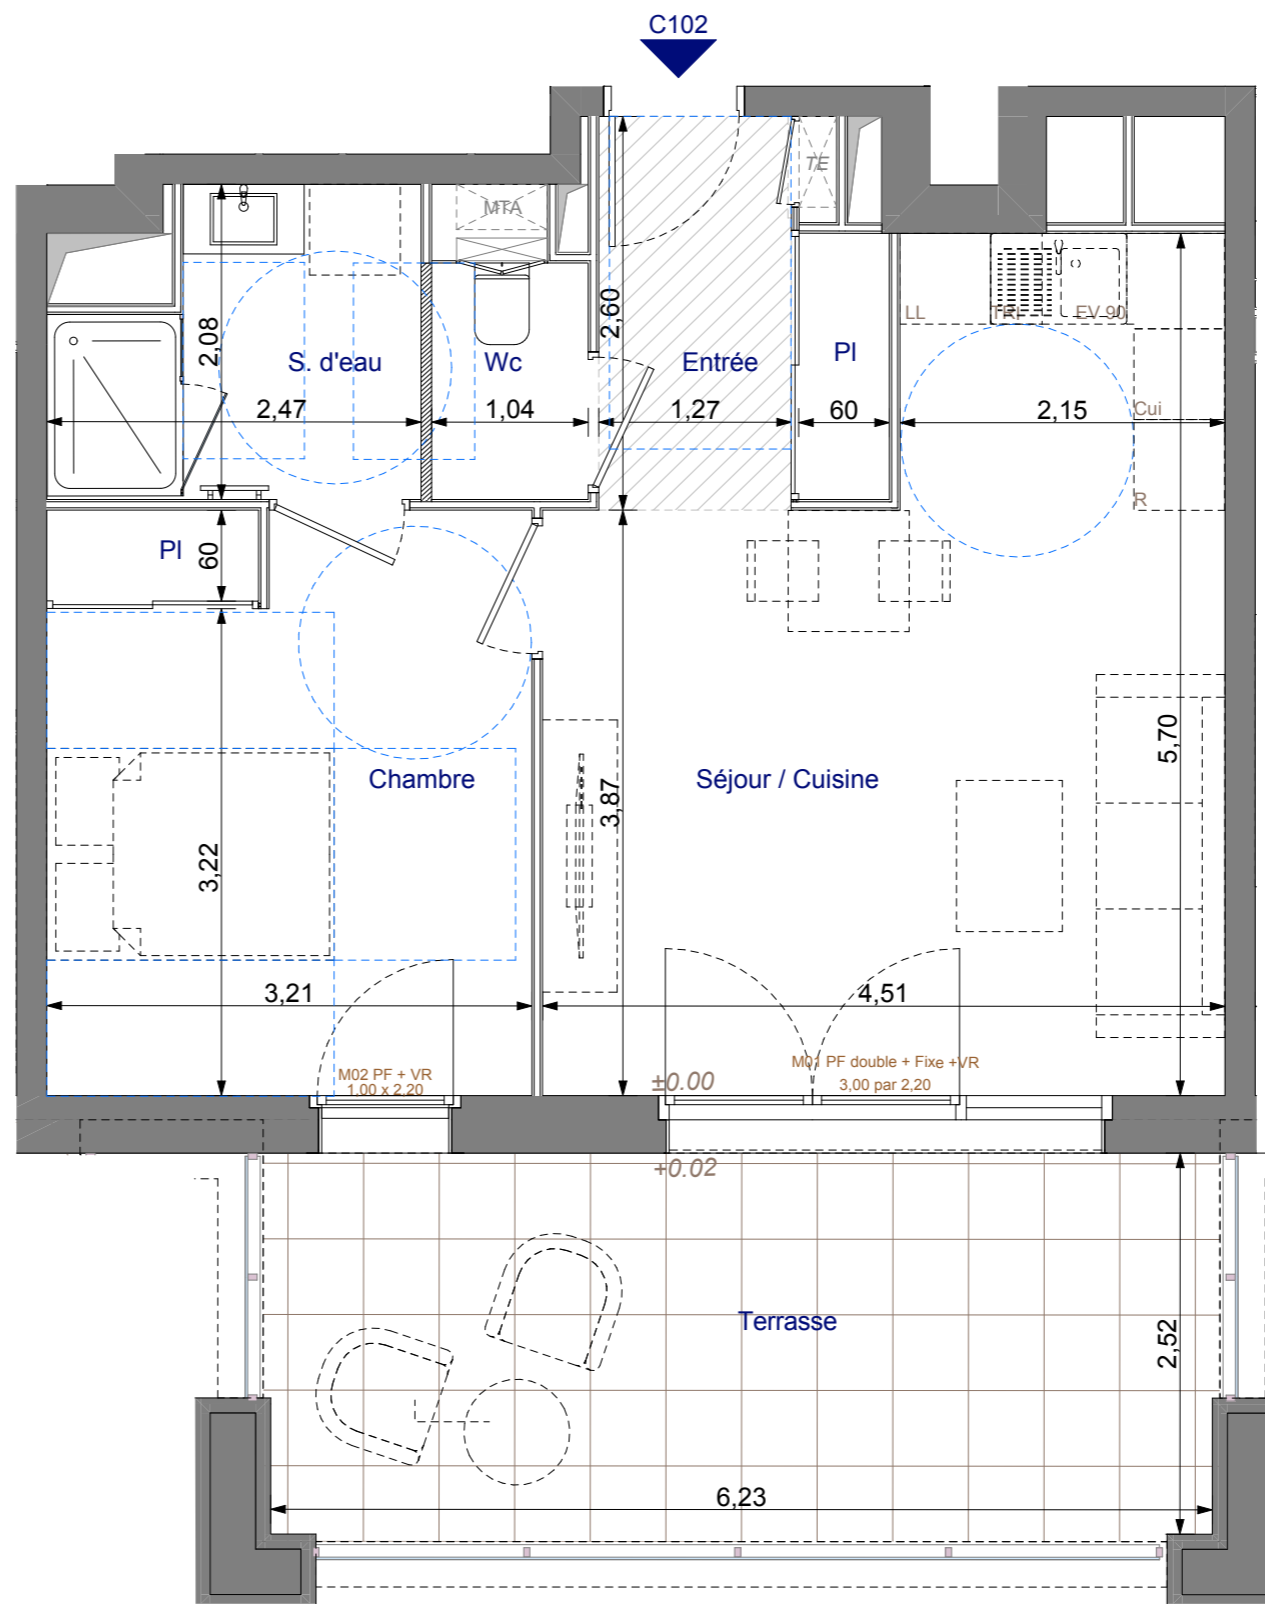 C102
TE
MTA
2,60
2,08
LL
TRI
EV 90
S. d'eau
Wc
Entrée
Pl
2,47
1,04
1,27
60
2,15
Cui
R
Pl
60
5,70
Chambre
Séjour / Cuisine
3,87
3,22
3,21
4,51
M02 PF + VR
1.00 x 2.20
±0.00
M01 PF double + Fixe +VR
3,00 par 2,20
+0.02
Terrasse
2,52
6,23